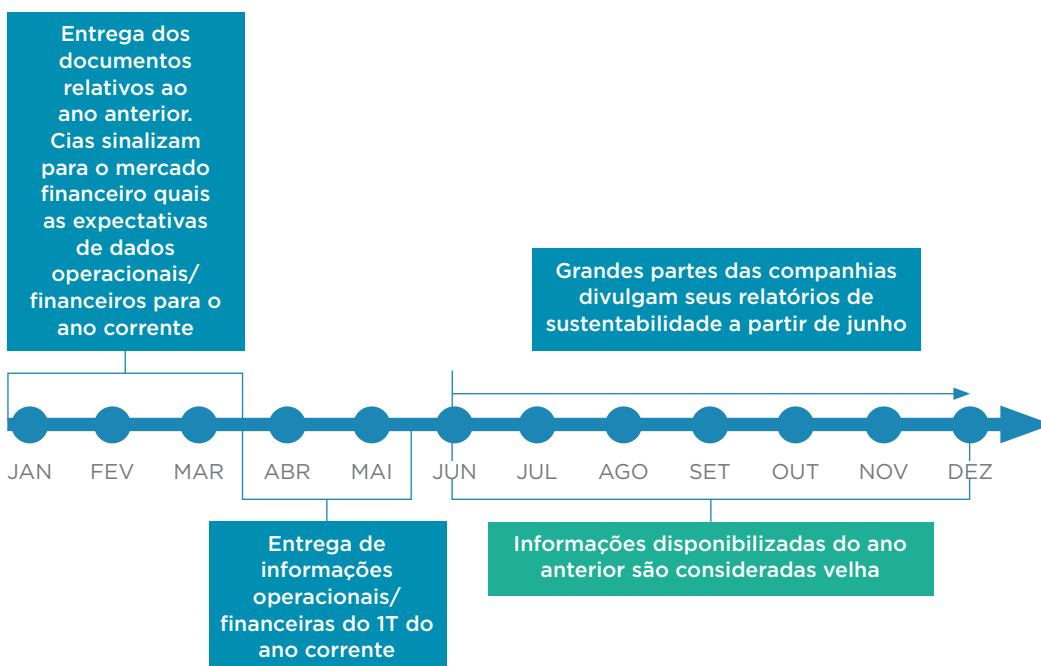 Entrega dos
documentos
relativos ao
ano anterior.
Cias sinalizam
para o mercado
financeiro quais
as expectativas
de dados
operacionais/
financeiros para o
ano corrente
Grandes partes das companhias
divulgam seus relatórios de
sustentabilidade a partir de junho
JAN FEV MAR ABR MAI JUN JUL AGO SET OUT NOV DEZ
Entrega de
informações
operacionais/
financeiras do 1T do
ano corrente
Informações disponibilizadas do ano
anterior são consideradas velha